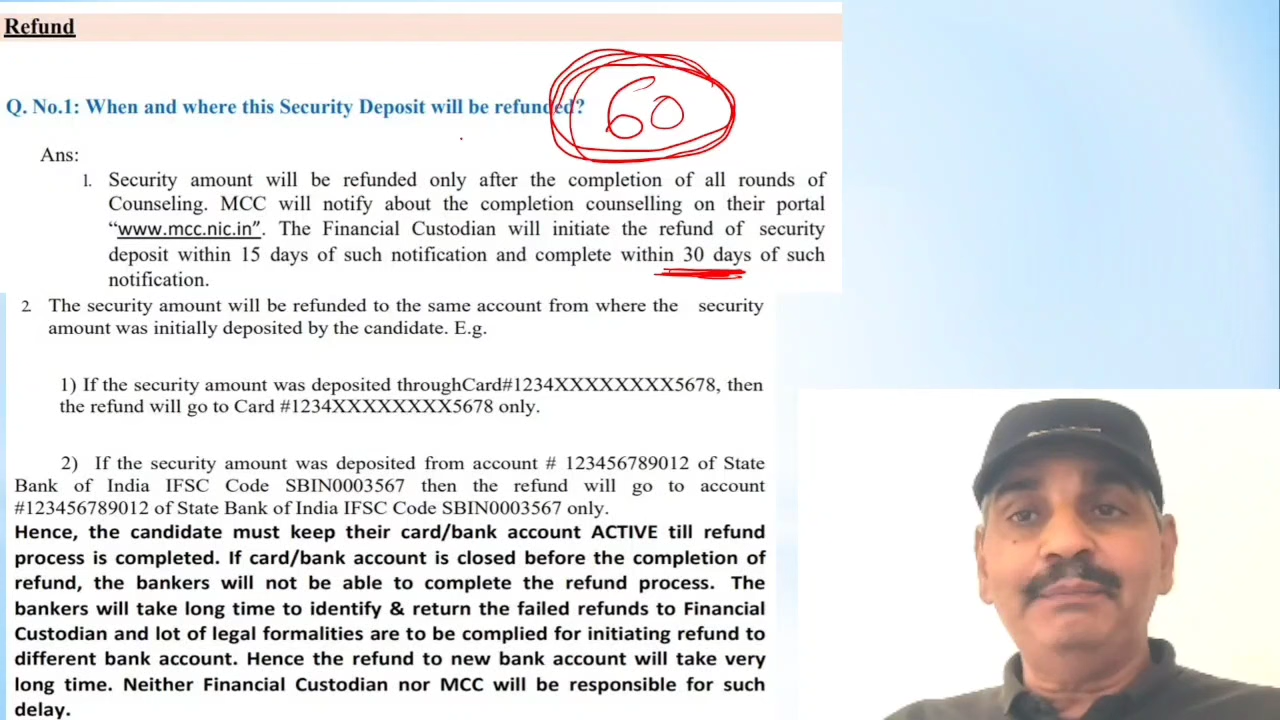 Refund
60
Q. No.1: When and where this Security Deposit will be refunded?
Ans:
1. Security amount will be refunded only after the completion of all rounds of
Counseling. MCC will notify about the completion counselling on their portal
“www.mcc.nic.in”. The Financial Custodian will initiate the refund of security
deposit within 15 days of such notification and complete within 30 days of such
notification.
2. The security amount will be refunded to the same account from where the security
amount was initially deposited by the candidate. E.g.
1) If the security amount was deposited throughCard#1234XXXXXXXX5678, then
the refund will go to Card #1234XXXXXXXX5678 only.
2) If the security amount was deposited from account # 123456789012 of State
Bank of India IFSC Code SBIN0003567 then the refund will go to account
#123456789012 of State Bank of India IFSC Code SBIN0003567 only.
Hence, the candidate must keep their card/bank account ACTIVE till refund
process is completed. If card/bank account is closed before the completion of
refund, the bankers will not be able to complete the refund process. The
bankers will take long time to identify & return the failed refunds to Financial
Custodian and lot of legal formalities are to be complied for initiating refund to
different bank account. Hence the refund to new bank account will take very
long time. Neither Financial Custodian nor MCC will be responsible for such
delay.